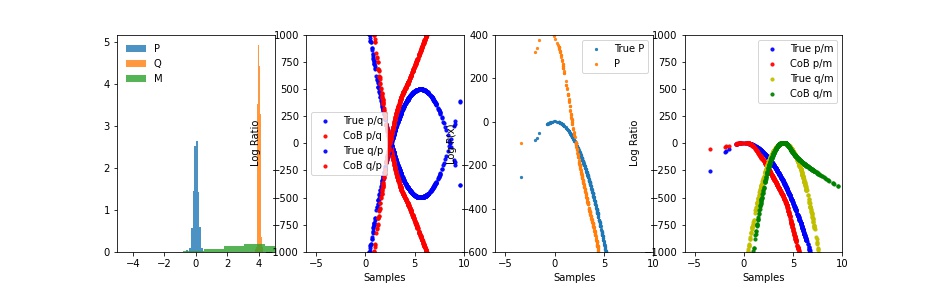 P
Q
M
5
4
3
2
1
0
−4
−2
0
2
4
Log Ratio
1000
750
500
250
0
−250
−500
−750
1000
True p/q
CoB p/q
True q/p
CoB q/p
−5
0
5
10
Samples
400
200
0
−200
−400
−600
True P
P
−5
0
5
10
Samples
Log Ratio
1000
750
500
250
0
−250
−500
−750
1000
True p/m
CoB p/m
True q/m
CoB q/m
−5
0
5
10
Samples